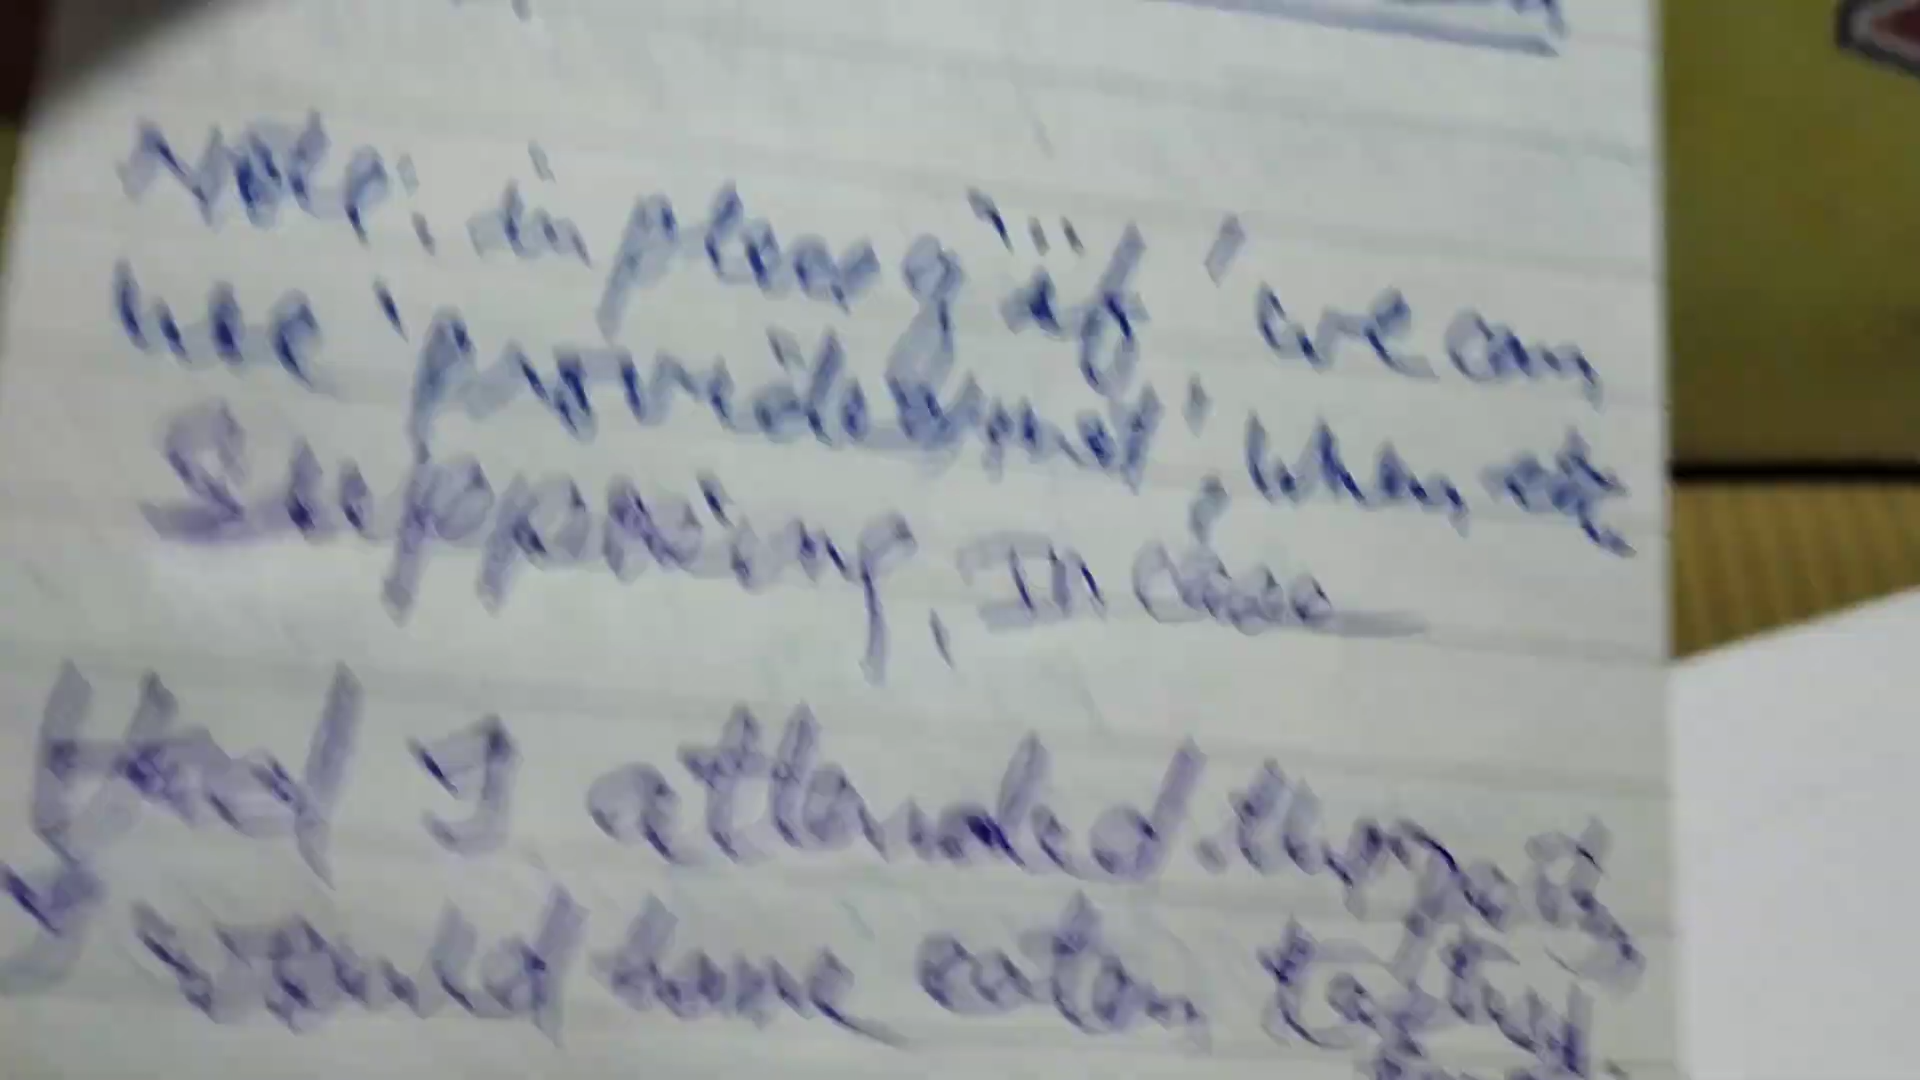 Note; in place of "if", we can
use 'provided that', when
Supposing, In case
Had I attended the party
I would have eaten tasty